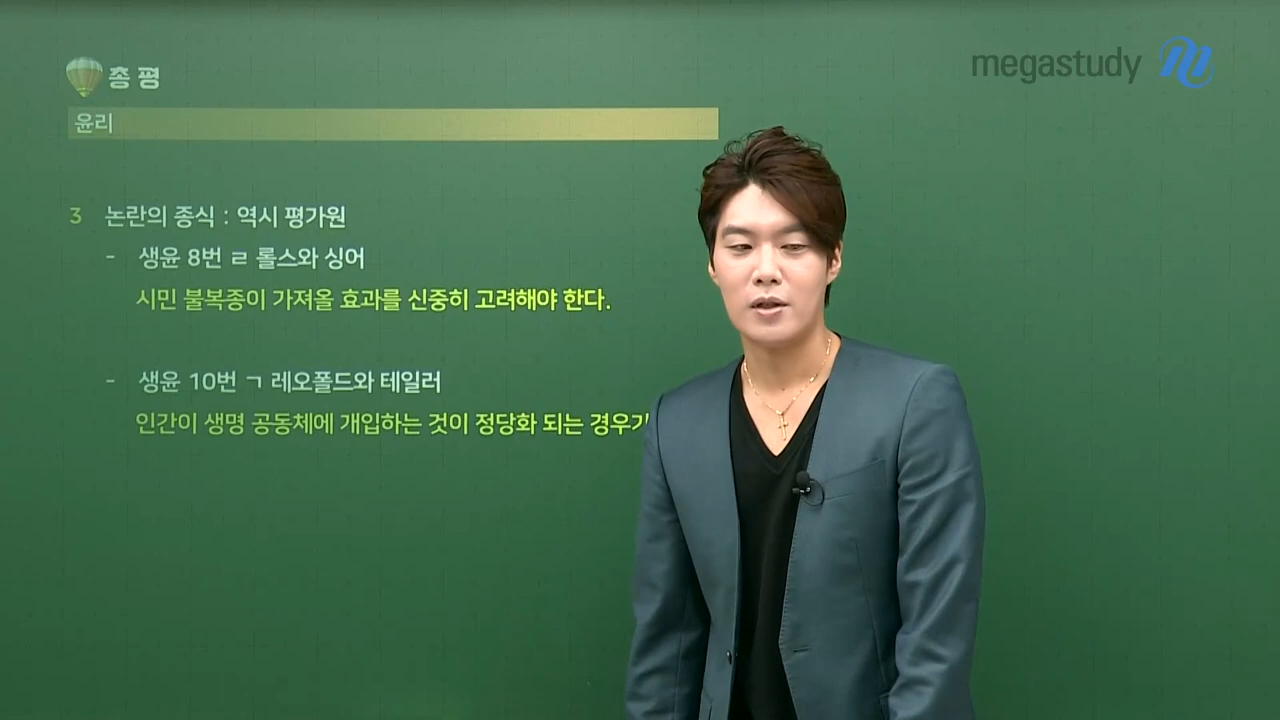 총 평
megastudy
윤리
3 논란의 종식 : 역시 평가원
- 생윤 8번 ㄹ 롤스와 싱어
시민 불복종이 가져올 효과를 신중히 고려해야 한다.
- 생윤 10번 ㄱ 레오폴드와 테일러
인간이 생명 공동체에 개입하는 것이 정당화 되는 경우가